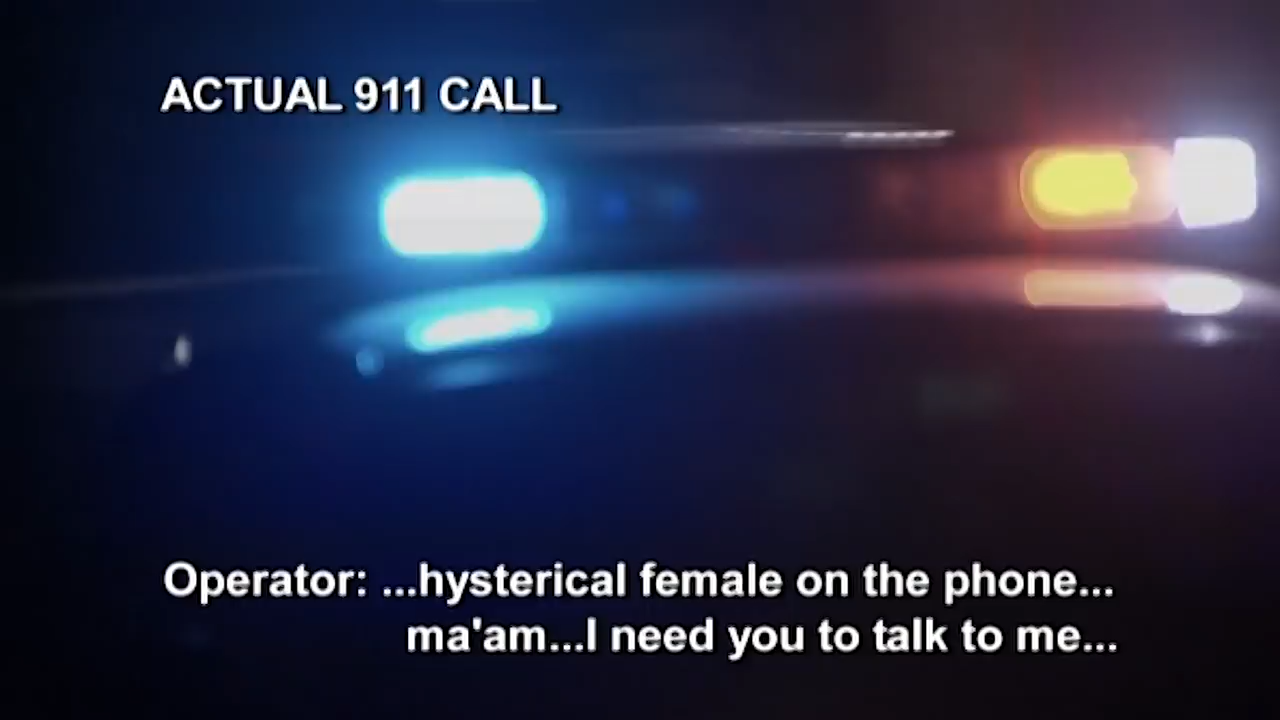 ACTUAL 911 CALL
Operator: ...hysterical female on the phone...
ma'am...I need you to talk to me...